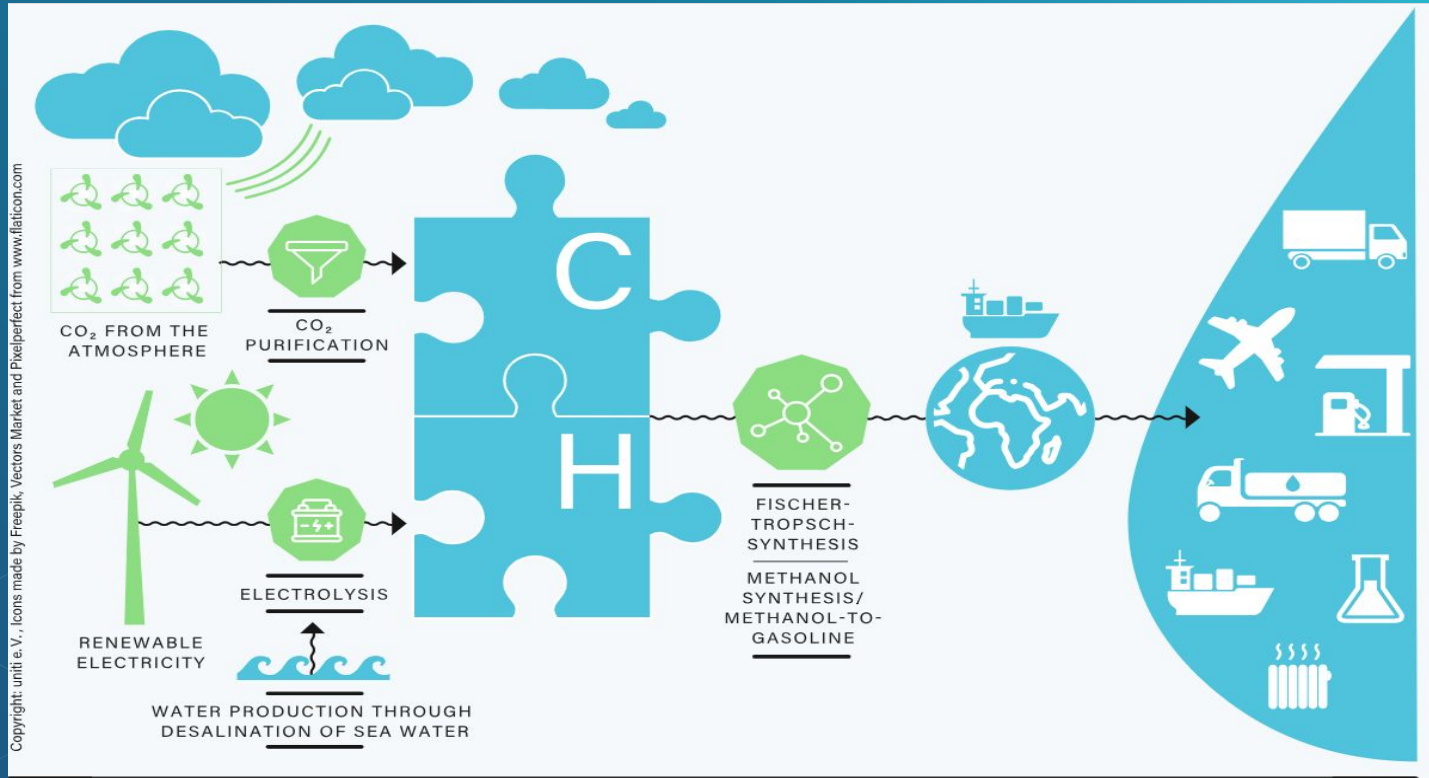 Copyright: uniti e. V., Icons made by Freepik, Vectors Market and Pixelperfect from www.flaticon.com
CO₂ FROM THE
ATMOSPHERE
CO₂
PURIFICATION
C
H
RENEWABLE
ELECTRICITY
ELECTROLYSIS
WATER PRODUCTION THROUGH
DESALINATION OF SEA WATER
FISCHER-
TROPSCH-
SYNTHESIS
METHANOL
SYNTHESIS/
METHANOL-TO-
GASOLINE